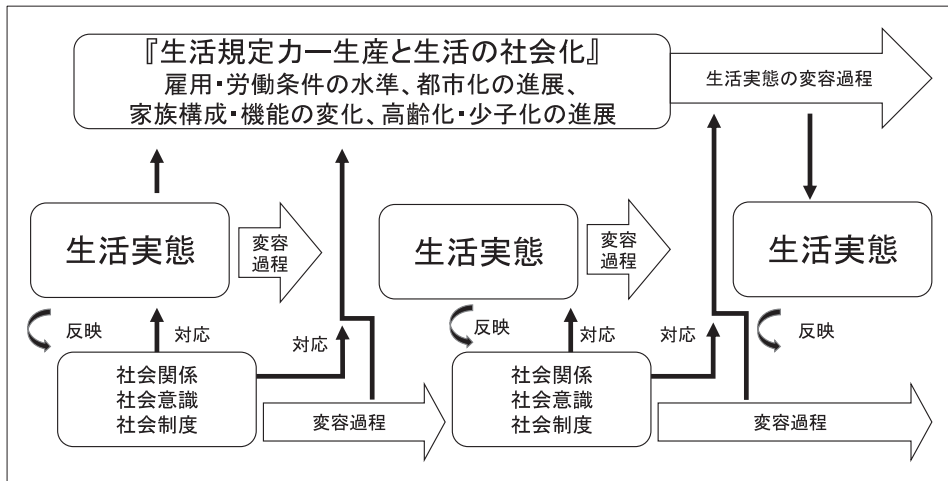 『生活規定力―生産と生活の社会化』
雇用・労働条件の水準、都市化の進展、
家族構成・機能の変化、高齢化・少子化の進展
生活実態の変容過程
生活実態
変容
過程
生活実態
変容
過程
生活実態
反映
対応
対応
反映
対応
対応
反映
社会関係
社会意識
社会制度
変容過程
社会関係
社会意識
社会制度
変容過程